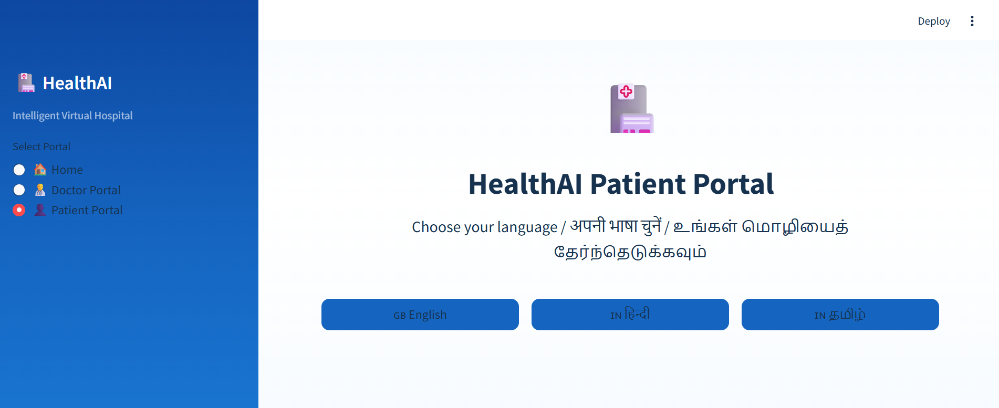 Deploy
HealthAI
Intelligent Virtual Hospital
Select Portal
Home
Doctor Portal
Patient Portal
HealthAI Patient Portal
Choose your language / अपनी भाषा चुनें / உங்கள் மொழியைத்
தேர்ந்தெடுக்கவும்
GB English
IN हिन्दी
IN தமிழ்